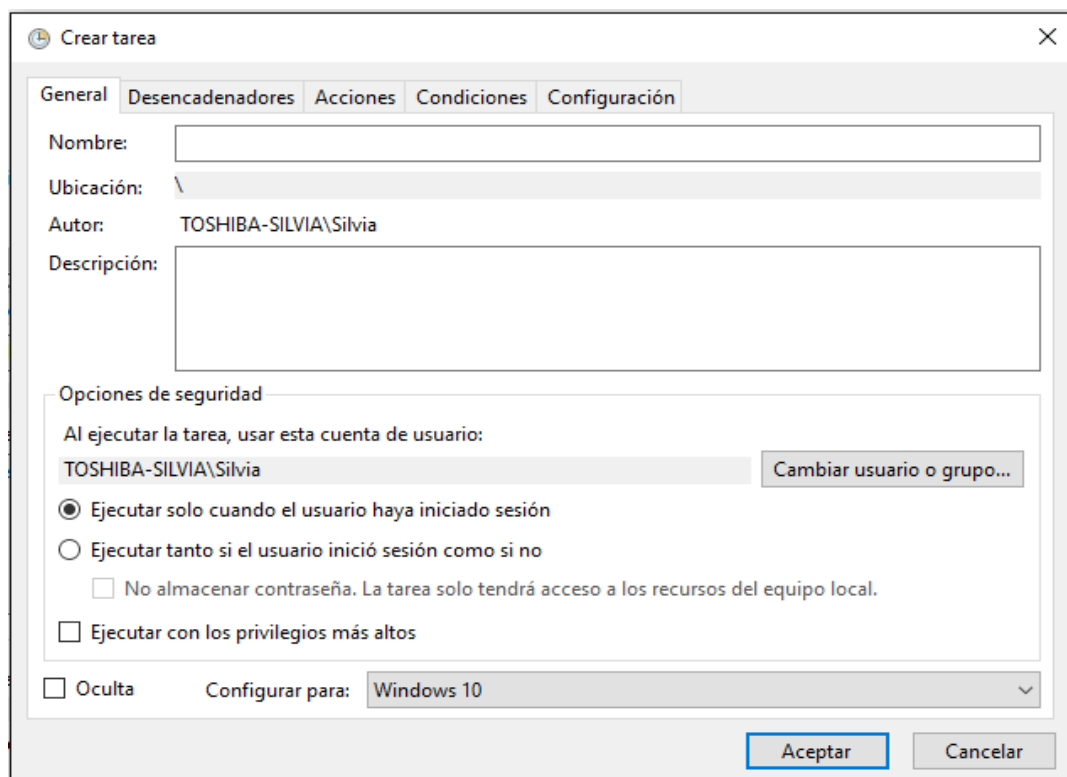 Crear tarea
General Desencadenadores Acciones Condiciones Configuración
Nombre:
Ubicación: \
Autor: TOSHIBA-SILVIA\Silvia
Descripción:
Opciones de seguridad
Al ejecutar la tarea, usar esta cuenta de usuario:
TOSHIBA-SILVIA\Silvia Cambiar usuario o grupo...
Ejecutar solo cuando el usuario haya iniciado sesión
Ejecutar tanto si el usuario inició sesión como si no
No almacenar contraseña. La tarea solo tendrá acceso a los recursos del equipo local.
Ejecutar con los privilegios más altos
Oculta Configurar para: Windows 10
Aceptar Cancelar